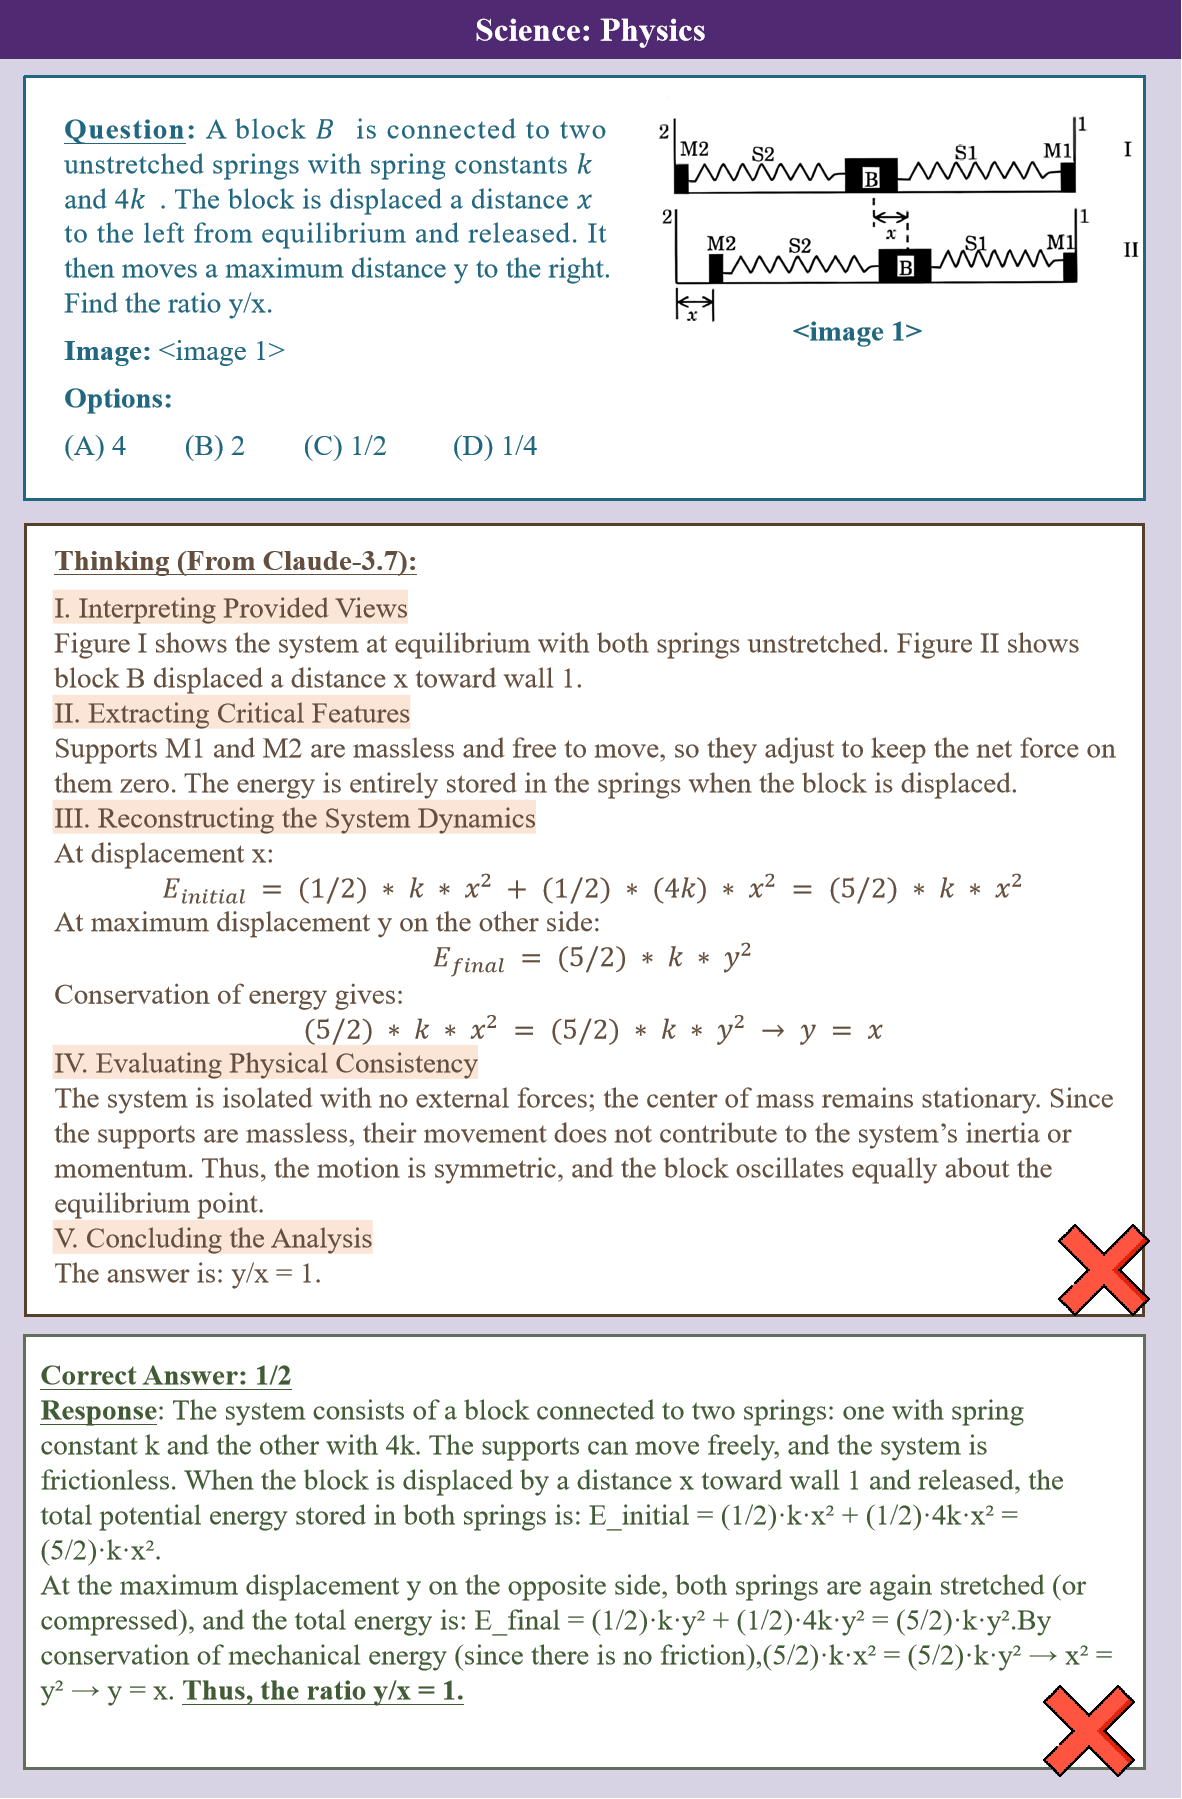 Science: Physics
Question: A block B is connected to two
unstretched springs with spring constants k
and 4k . The block is displaced a distance x
to the left from equilibrium and released. It
then moves a maximum distance y to the right.
Find the ratio y/x.
Image: <image 1>
Options:
(A) 4 (B) 2 (C) 1/2 (D) 1/4
2 M2 S2 B S1 M1 1 I
x
2 M2 S2 B S1 M1 1 II
x
<image 1>
Thinking (From Claude-3.7):
I. Interpreting Provided Views
Figure I shows the system at equilibrium with both springs unstretched. Figure II shows
block B displaced a distance x toward wall 1.
II. Extracting Critical Features
Supports M1 and M2 are massless and free to move, so they adjust to keep the net force on
them zero. The energy is entirely stored in the springs when the block is displaced.
III. Reconstructing the System Dynamics
At displacement x:
E_initial = (1/2) * k * x² + (1/2) * (4k) * x² = (5/2) * k * x²
At maximum displacement y on the other side:
E_final = (5/2) * k * y²
Conservation of energy gives:
(5/2) * k * x² = (5/2) * k * y² → y = x
IV. Evaluating Physical Consistency
The system is isolated with no external forces; the center of mass remains stationary. Since
the supports are massless, their movement does not contribute to the system’s inertia or
momentum. Thus, the motion is symmetric, and the block oscillates equally about the
equilibrium point.
V. Concluding the Analysis
The answer is: y/x = 1.
Correct Answer: 1/2
Response: The system consists of a block connected to two springs: one with spring
constant k and the other with 4k. The supports can move freely, and the system is
frictionless. When the block is displaced by a distance x toward wall 1 and released, the
total potential energy stored in both springs is: E_initial = (1/2)·k·x² + (1/2)·4k·x² =
(5/2)·k·x².
At the maximum displacement y on the opposite side, both springs are again stretched (or
compressed), and the total energy is: E_final = (1/2)·k·y² + (1/2)·4k·y² = (5/2)·k·y².By
conservation of mechanical energy (since there is no friction),(5/2)·k·x² = (5/2)·k·y² → x² =
y² → y = x. Thus, the ratio y/x = 1.